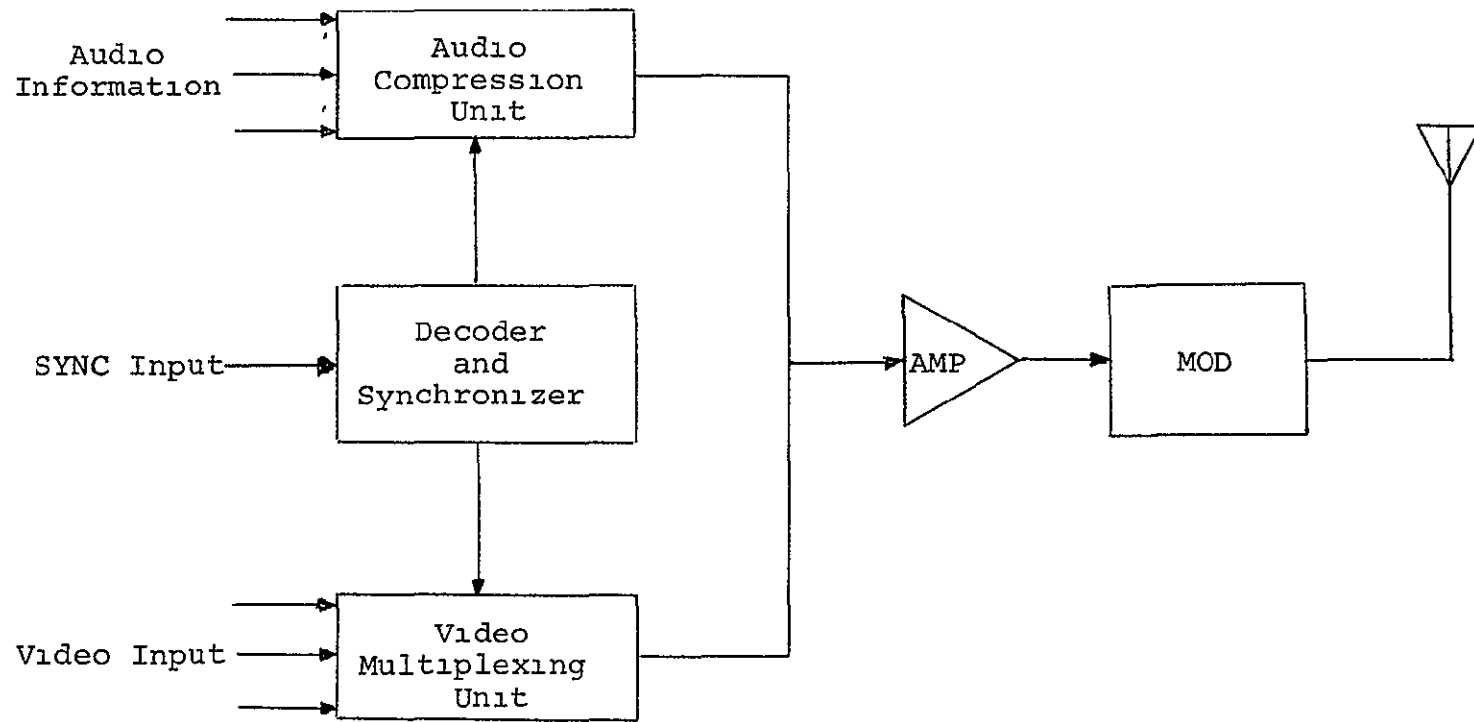 Audio
Information
Audio
Compression
Unit
SYNC Input
Decoder
and
Synchronizer
AMP
MOD
Video Input
Video
Multiplexing
Unit